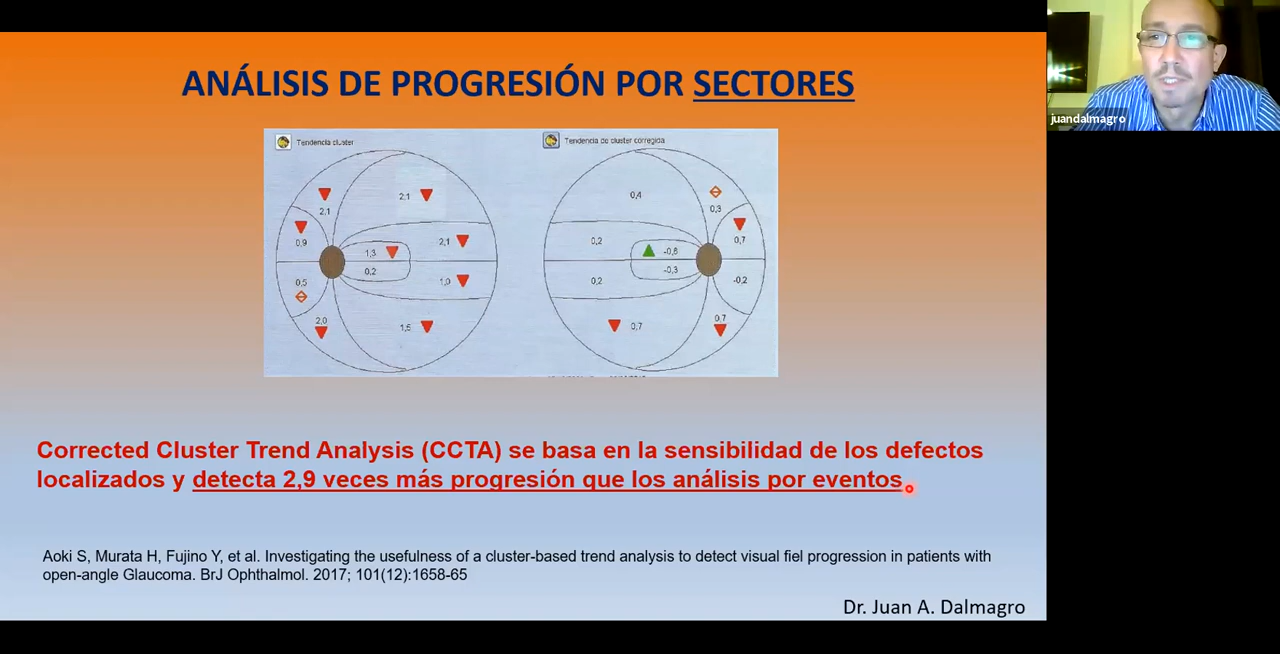 ANÁLISIS DE PROGRESIÓN POR SECTORES
juandalmagro
Tendencia cluster
2,1
2,1
0,9
2,1
1,3
0,2
0,5
1,0
2,0
1,5
Tendencia de cluster corregida
0,4
0,3
0,7
0,2
-0,6
-0,3
0,2
-0,2
0,7
0,7
Corrected Cluster Trend Analysis (CCTA) se basa en la sensibilidad de los defectos
localizados y detecta 2,9 veces más progresión que los análisis por eventos.
Aoki S, Murata H, Fujino Y, et al. Investigating the usefulness of a cluster-based trend analysis to detect visual fiel progression in patients with
open-angle Glaucoma. BrJ Ophthalmol. 2017; 101(12):1658-65
Dr. Juan A. Dalmagro